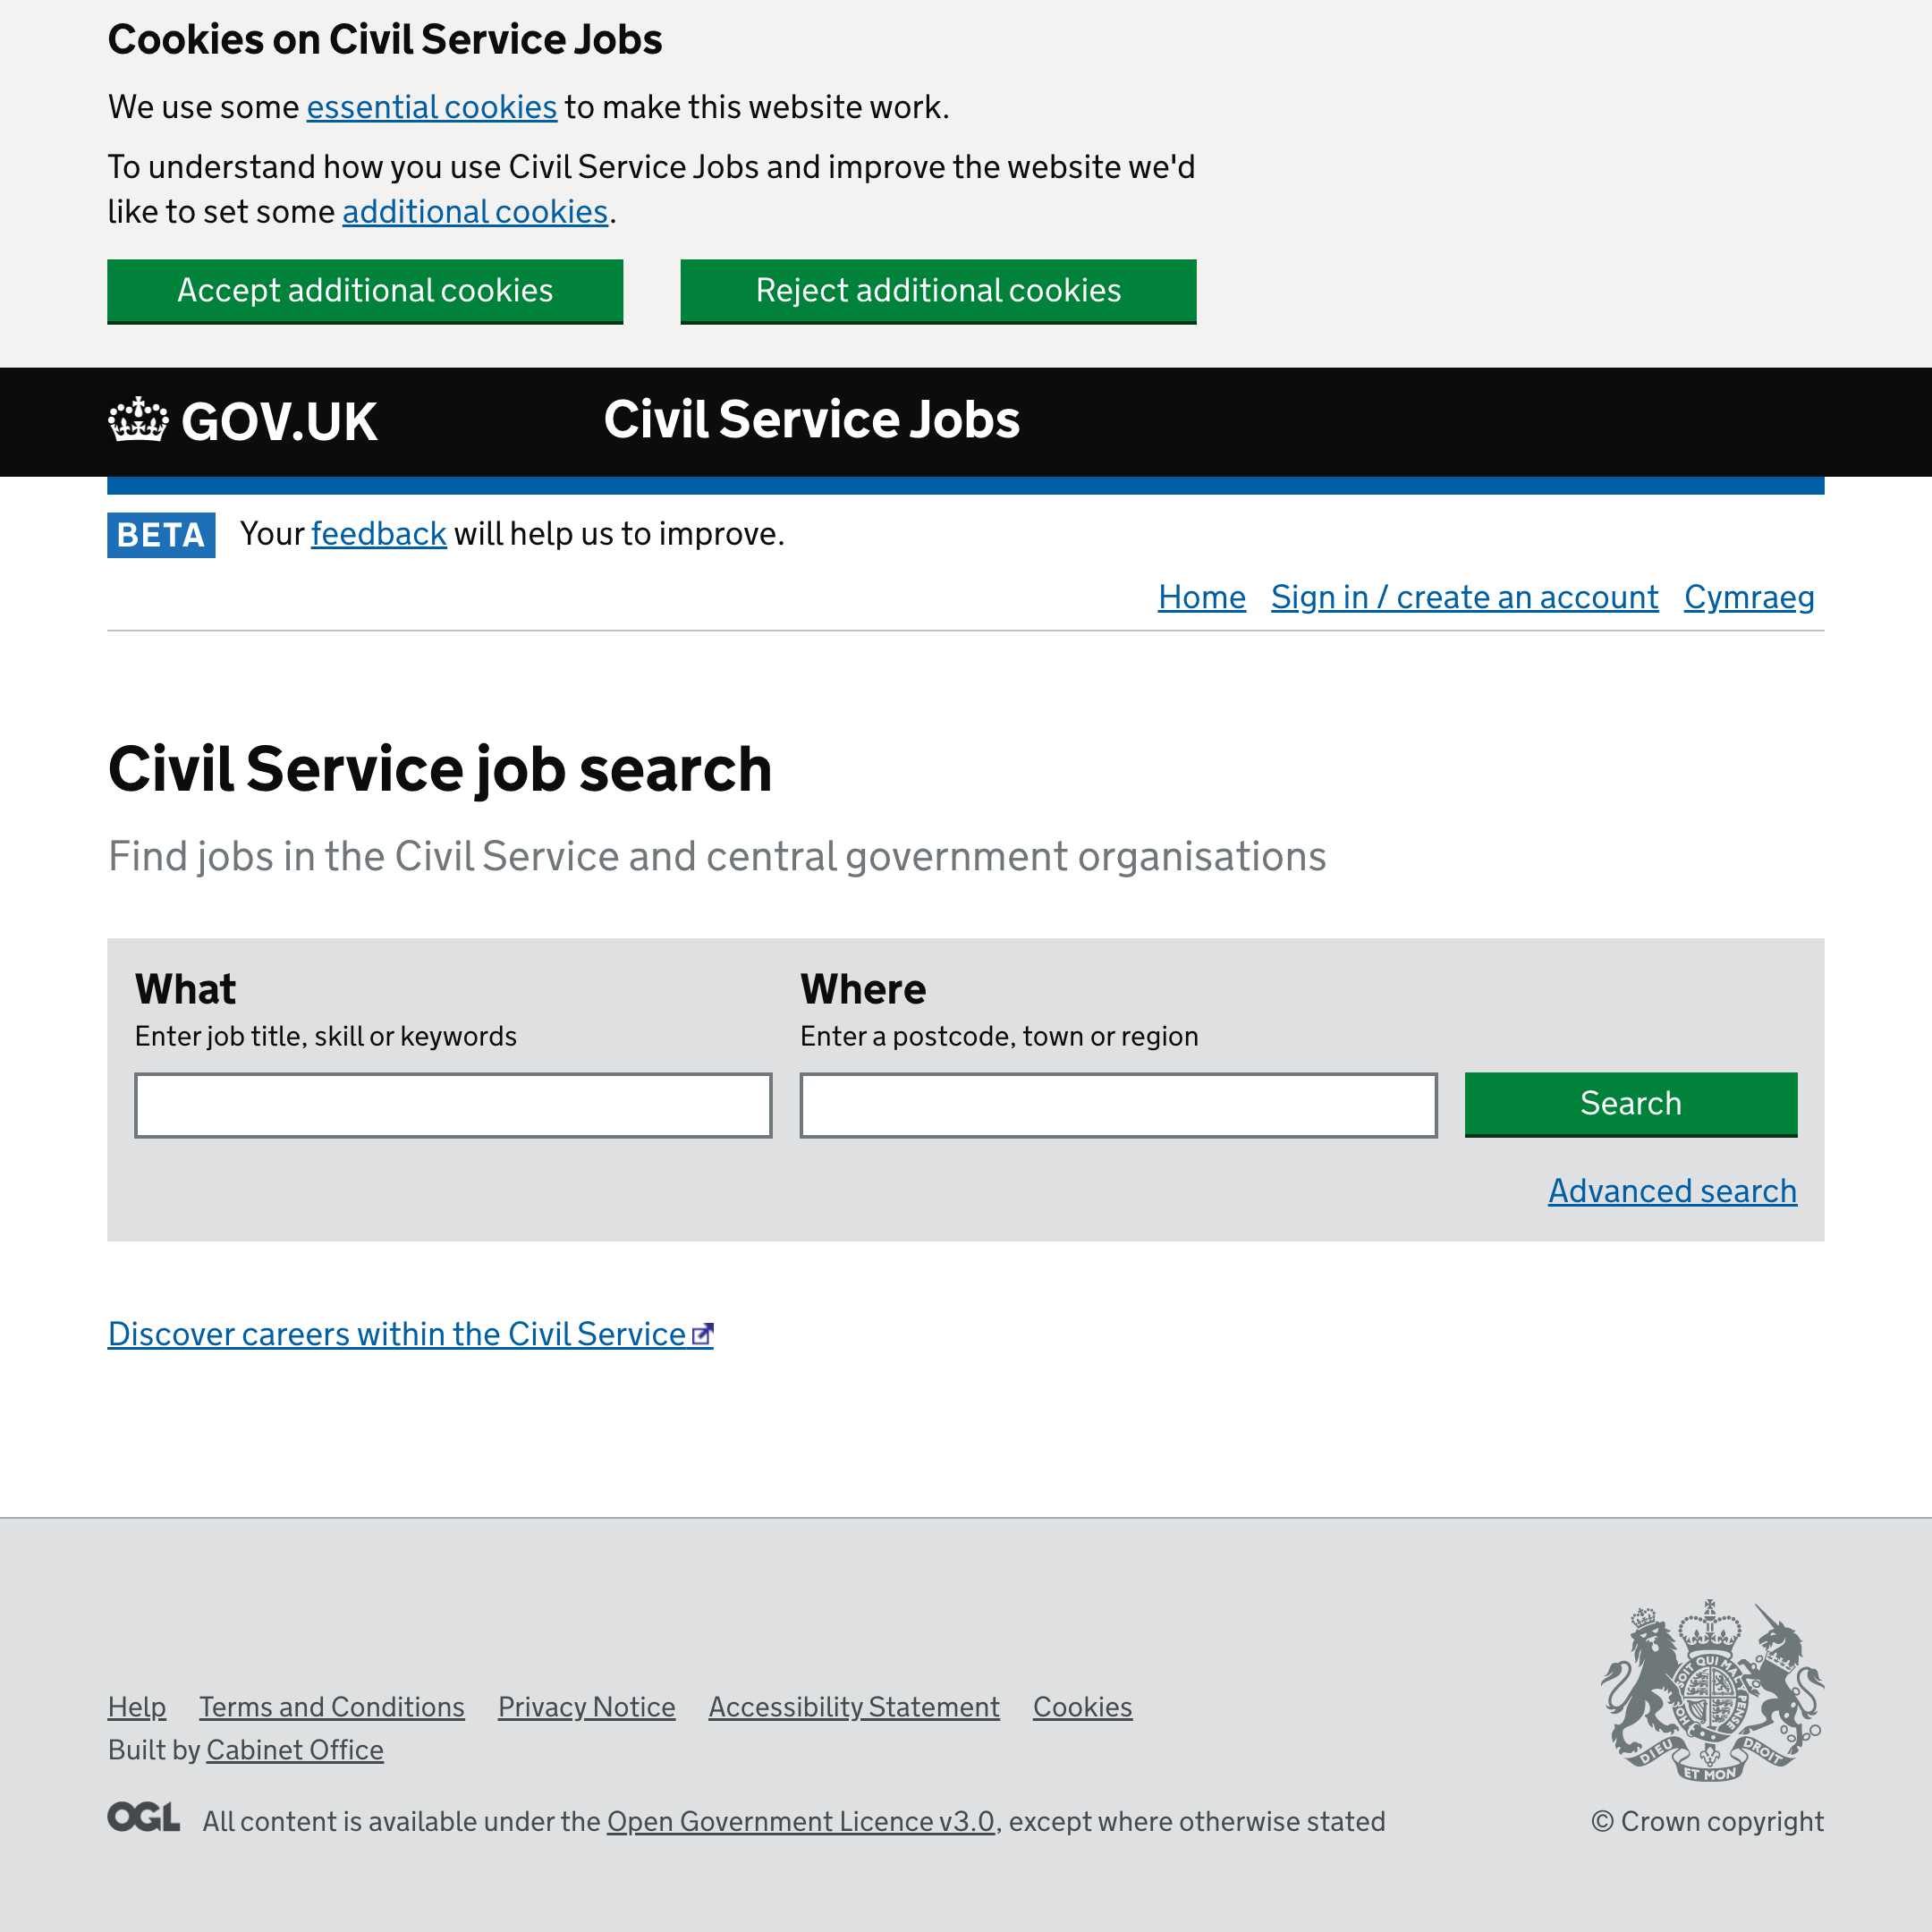 Cookies on Civil Service Jobs
We use some essential cookies to make this website work.
To understand how you use Civil Service Jobs and improve the website we'd
like to set some additional cookies.
Accept additional cookies
Reject additional cookies
GOV.UK
Civil Service Jobs
BETA
Your feedback will help us to improve.
Home
Sign in / create an account
Cymraeg
Civil Service job search
Find jobs in the Civil Service and central government organisations
What
Enter job title, skill or keywords
Where
Enter a postcode, town or region
Search
Advanced search
Discover careers within the Civil Service
Help
Terms and Conditions
Privacy Notice
Accessibility Statement
Cookies
Built by Cabinet Office
OGL
All content is available under the Open Government Licence v3.0, except where otherwise stated
DIEU
ET MON
DROIT
© Crown copyright